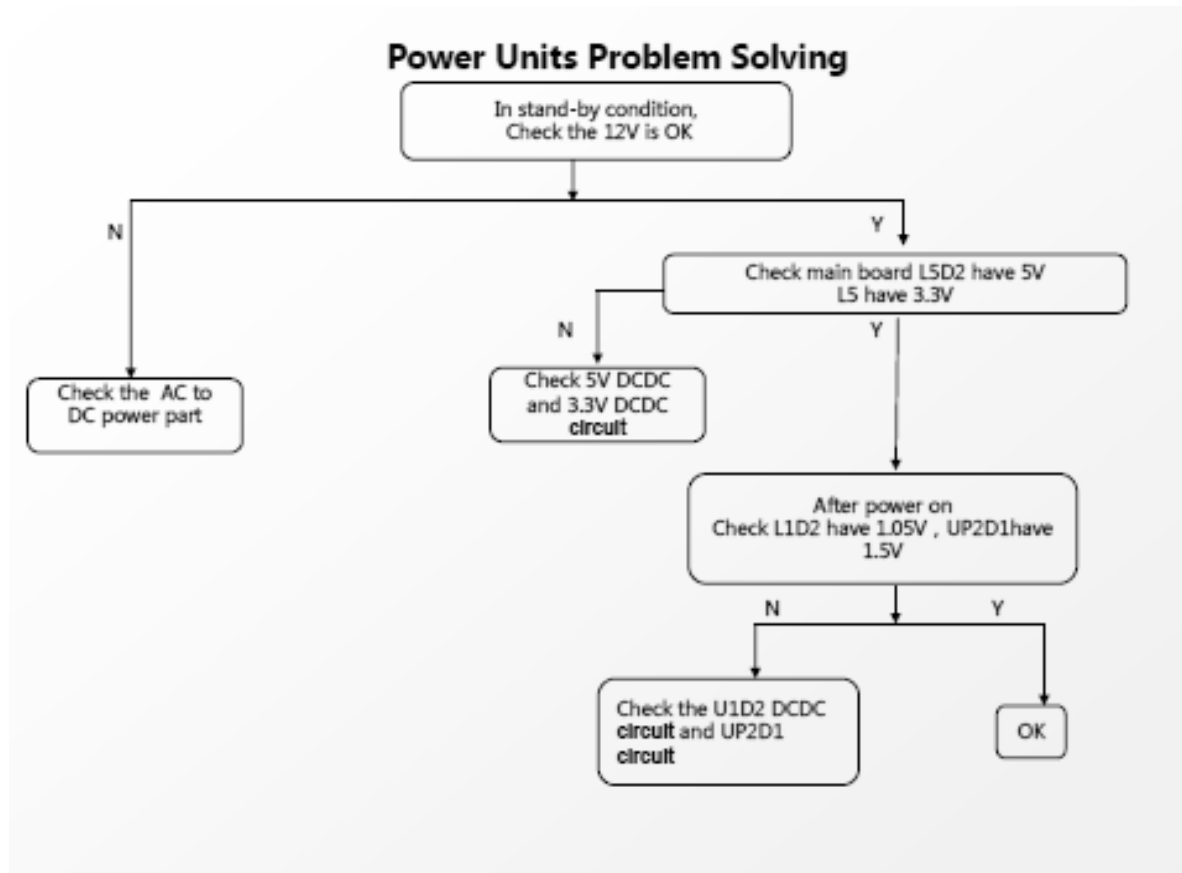 Power Units Problem Solving
In stand-by condition,
Check the 12V is OK
N
Y
Check main board L5D2 have 5V
L5 have 3.3V
N
Y
Check the AC to
DC power part
Check 5V DCDC
and 3.3V DCDC
circuit
After power on
Check L1D2 have 1.05V , UP2D1have
1.5V
N
Y
Check the U1D2 DCDC
circuit and UP2D1
circuit
OK